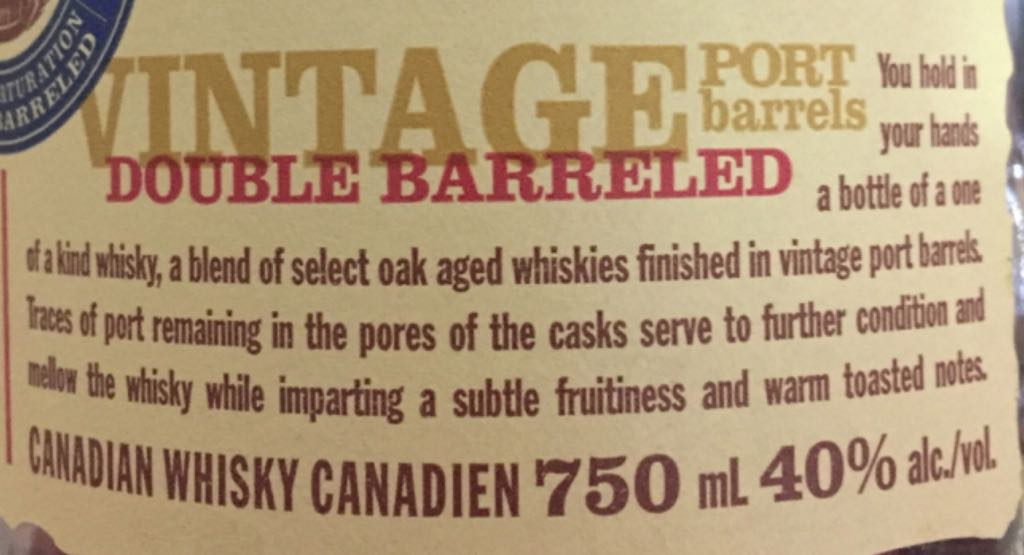 TURATION
BARRELED
VINTAGE PORT barrels
DOUBLE BARRELED
You hold in
your hands
a bottle of a one
of a kind whisky, a blend of select oak aged whiskies finished in vintage port barrels.
Traces of port remaining in the pores of the casks serve to further condition and
mellow the whisky while imparting a subtle fruitiness and warm toasted notes.
CANADIAN WHISKY CANADIEN 750 mL 40% alc./vol.